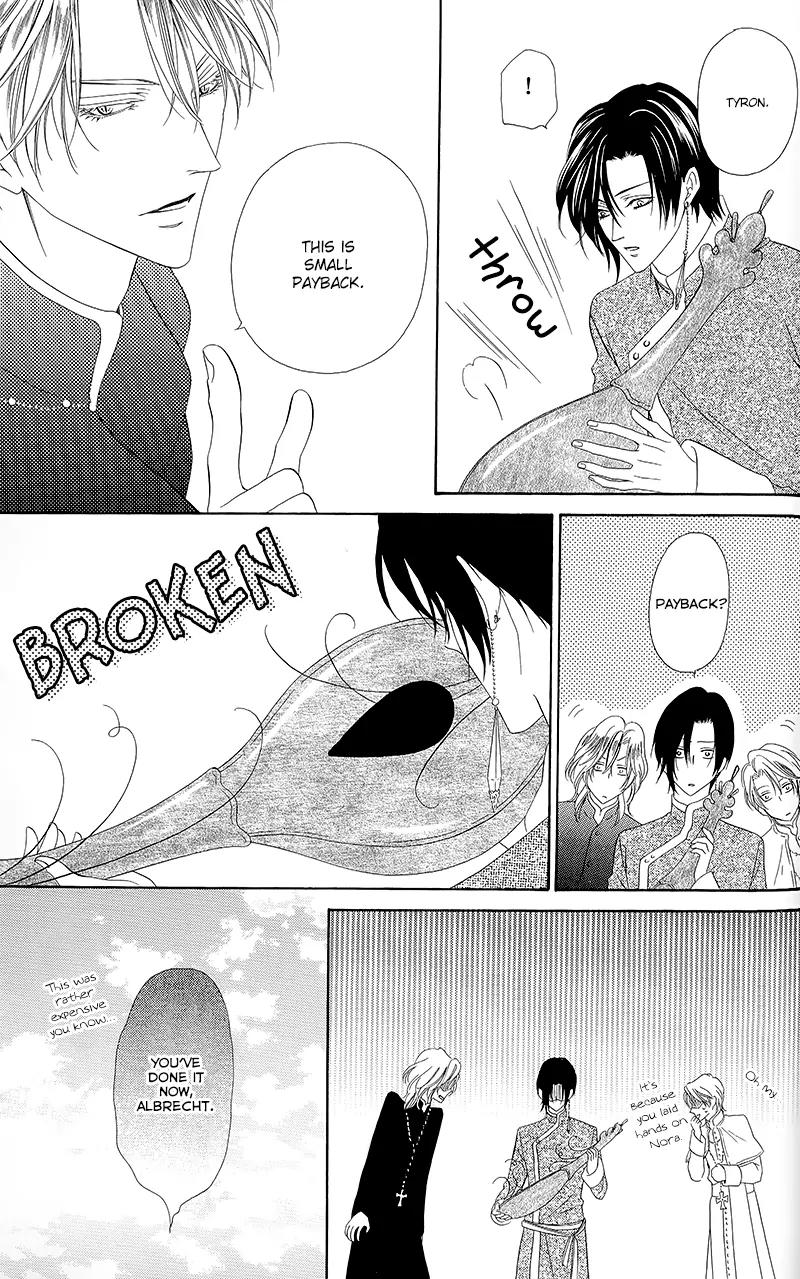 TYRON.
!
throw
THIS IS
SMALL
PAYBACK.
PAYBACK?
BROKEN
Oh, my
It's
Because
you laid
hands on
Nora.
YOU'VE
DONE IT
NOW,
ALBRECHT.
This was
rather
expensive
you know...